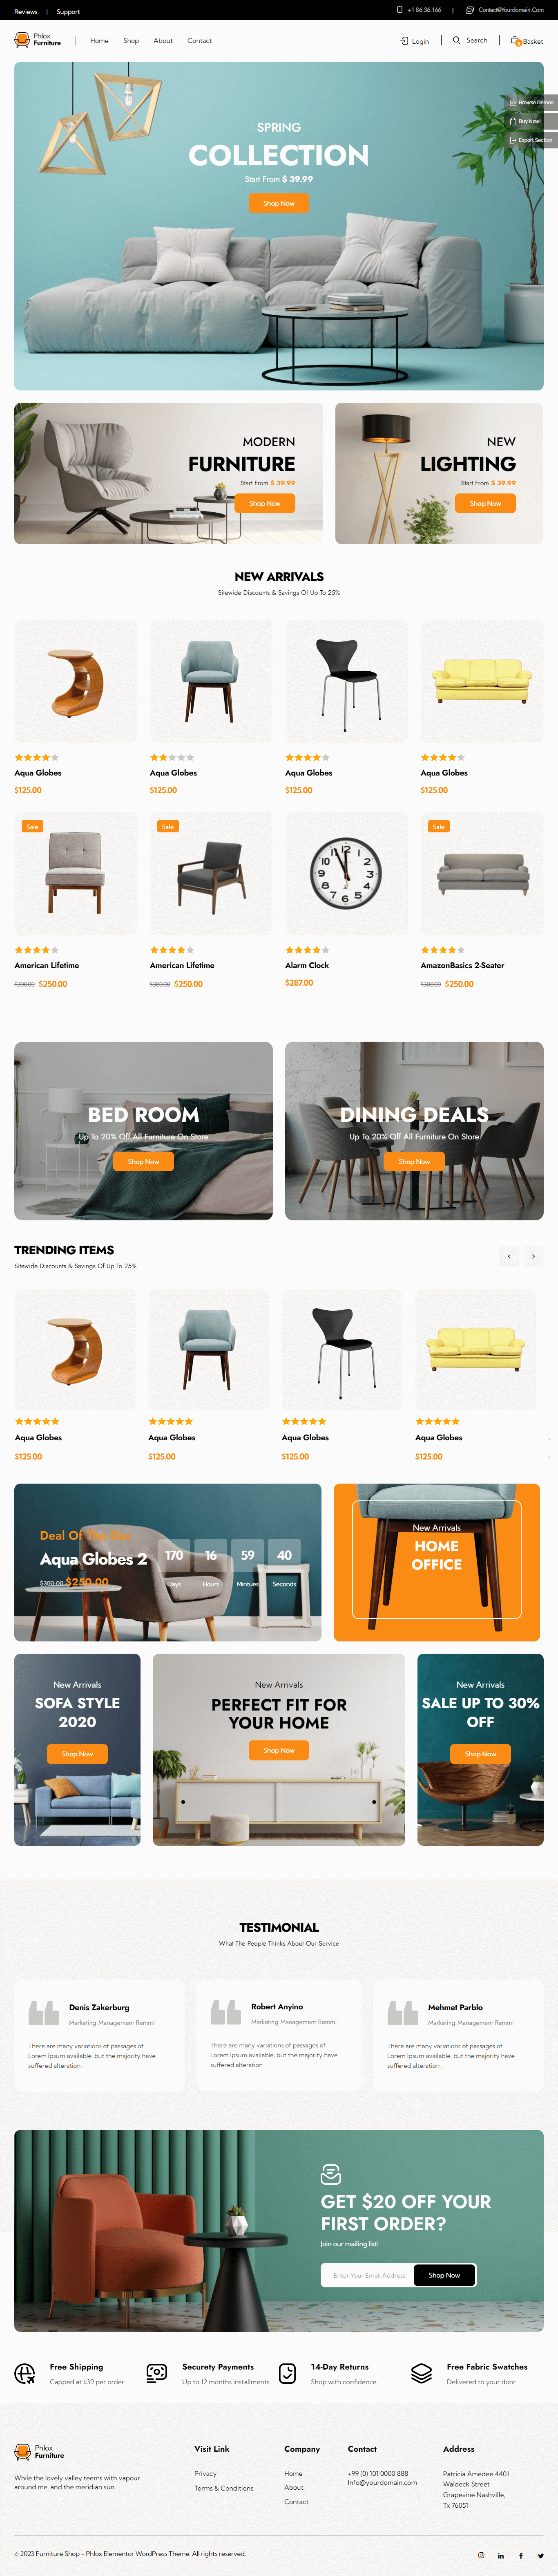 Reviews | Support
+1 86.36.166 | Contact@Yourdomain.Com
Phlox
Furniture
Home Shop About Contact
Login Search Basket
Browse Demos
Buy Now!
Export Section
SPRING
COLLECTION
Start From $ 39.99
Shop Now
MODERN
FURNITURE
Start From $ 39.99
Shop Now
NEW
LIGHTING
Start From $ 39.99
Shop Now
NEW ARRIVALS
Sitewide Discounts & Savings Of Up To 25%
Aqua Globes
$125.00
Aqua Globes
$125.00
Aqua Globes
$125.00
Aqua Globes
$125.00
Sale
American Lifetime
$300.00 $250.00
Sale
American Lifetime
$300.00 $250.00
Alarm Clock
$287.00
Sale
AmazonBasics 2-Seater
$300.00 $250.00
BED ROOM
Up To 20% Off All Furniture On Store
Shop Now
DINING DEALS
Up To 20% Off All Furniture On Store
Shop Now
TRENDING ITEMS
Sitewide Discounts & Savings Of Up To 25%
Aqua Globes
$125.00
Aqua Globes
$125.00
Aqua Globes
$125.00
Aqua Globes
$125.00
Deal Of The Day
Aqua Globes 2
$300.00 $250.00
170 16 59 40
Days Hours Mintues Seconds
New Arrivals
HOME
OFFICE
New Arrivals
SOFA STYLE
2020
Shop Now
New Arrivals
PERFECT FIT FOR
YOUR HOME
Shop Now
New Arrivals
SALE UP TO 30%
OFF
Shop Now
TESTIMONIAL
What The People Thinks About Our Service
Denis Zakerburg
Marketing Management Remmi
There are many variations of passages of
Lorem Ipsum available, but the majority have
suffered alteration .
Robert Anyino
Marketing Management Remmi
There are many variations of passages of
Lorem Ipsum available, but the majority have
suffered alteration .
Mehmet Parblo
Marketing Management Remmi
There are many variations of passages of
Lorem Ipsum available, but the majority have
suffered alteration .
GET $20 OFF YOUR
FIRST ORDER?
Join our mailing list!
Enter Your Email Address
Shop Now
Free Shipping
Capped at $39 per order
Securety Payments
Up to 12 months installments
14-Day Returns
Shop with confidence
Free Fabric Swatches
Delivered to your door
Phlox
Furniture
While the lovely valley teems with vapour
around me, and the meridian sun.
Visit Link
Privacy
Terms & Conditions
Company
Home
About
Contact
Contact
+99 (0) 101 0000 888
Info@yourdomain.com
Address
Patricia Amedee 4401
Waldeck Street
Grapevine Nashville,
Tx 76051
© 2023 Furniture Shop – Phlox Elementor WordPress Theme. All rights reserved.